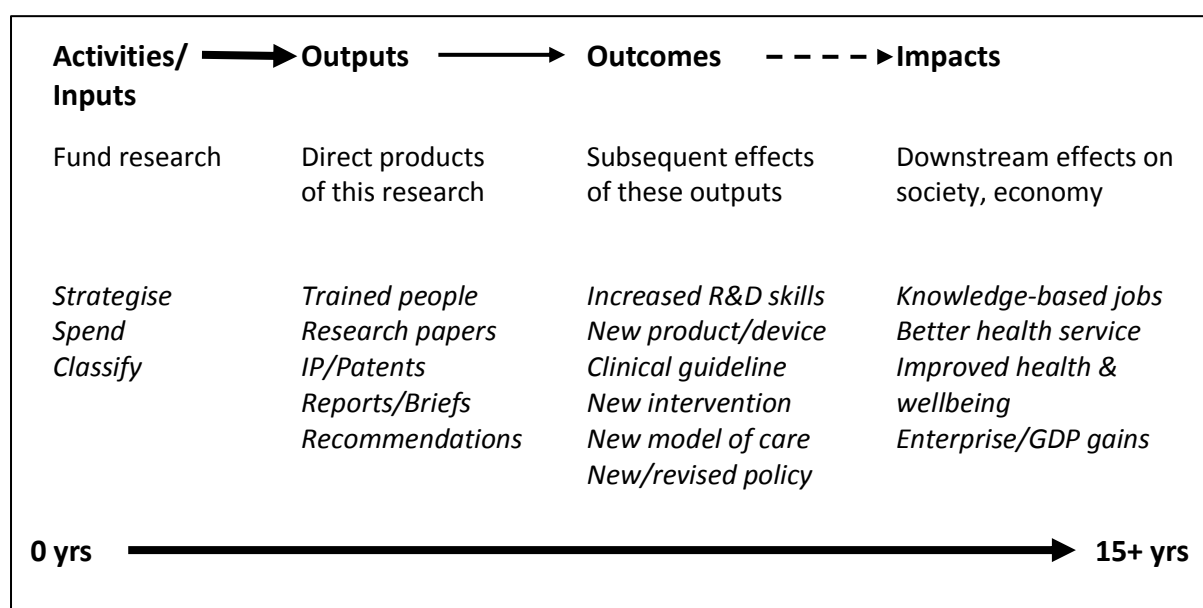 Activities/
Inputs
Outputs
Outcomes
Impacts
Fund research
Direct products
of this research
Subsequent effects
of these outputs
Downstream effects on
society, economy
Strategise
Spend
Classify
Trained people
Research papers
IP/Patents
Reports/Briefs
Recommendations
Increased R&D skills
New product/device
Clinical guideline
New intervention
New model of care
New/revised policy
Knowledge-based jobs
Better health service
Improved health &
wellbeing
Enterprise/GDP gains
0 yrs
15+ yrs